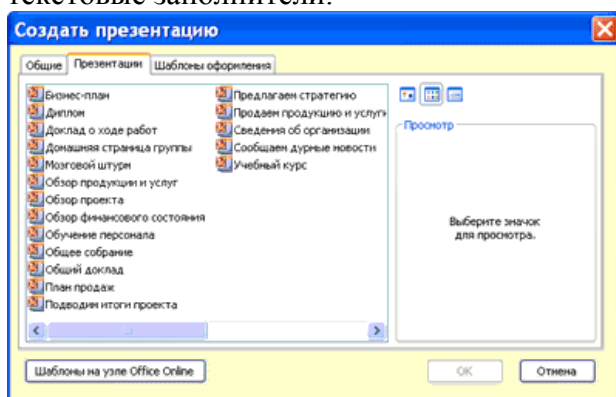 текстовые заполнители.
Создать презентацию
Общие Презентации Шаблоны оформления
Бизнес-план
Диплом
Доклад о ходе работ
Домашняя страница группы
Мозговой штурм
Обзор продукции и услуг
Обзор проекта
Обзор финансового состояния
Обучение персонала
Общее собрание
Общий доклад
План продаж
Подводим итоги проекта
Предлагаем стратегию
Продаем продукцию и услуги
Сведения об организации
Сообщаем дурные новости
Учебный курс
Просмотр
Выберите значок
для просмотра.
Шаблоны на узле Office Online
ОК
Отмена